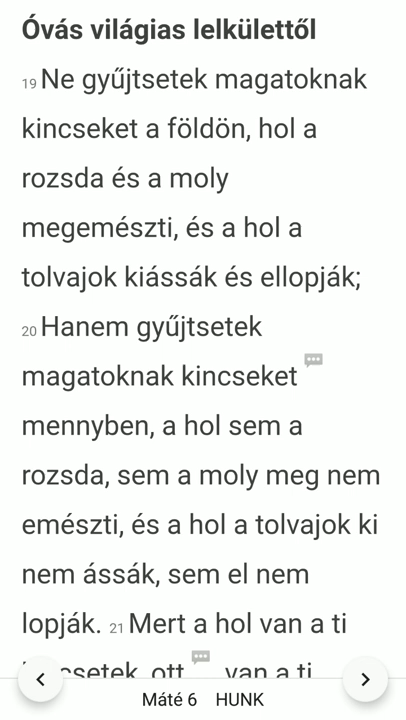 Óvás világias lelkülettől
19 Ne gyűjtsetek magatoknak
kincseket a földön, hol a
rozsda és a moly
megemészti, és a hol a
tolvajok kiássák és ellopják;
20 Hanem gyűjtsetek
magatoknak kincseket
mennyben, a hol sem a
rozsda, sem a moly meg nem
emészti, és a hol a tolvajok ki
nem ássák, sem el nem
lopják. 21 Mert a hol van a ti
ott van a ti
Máté 6 HUNK